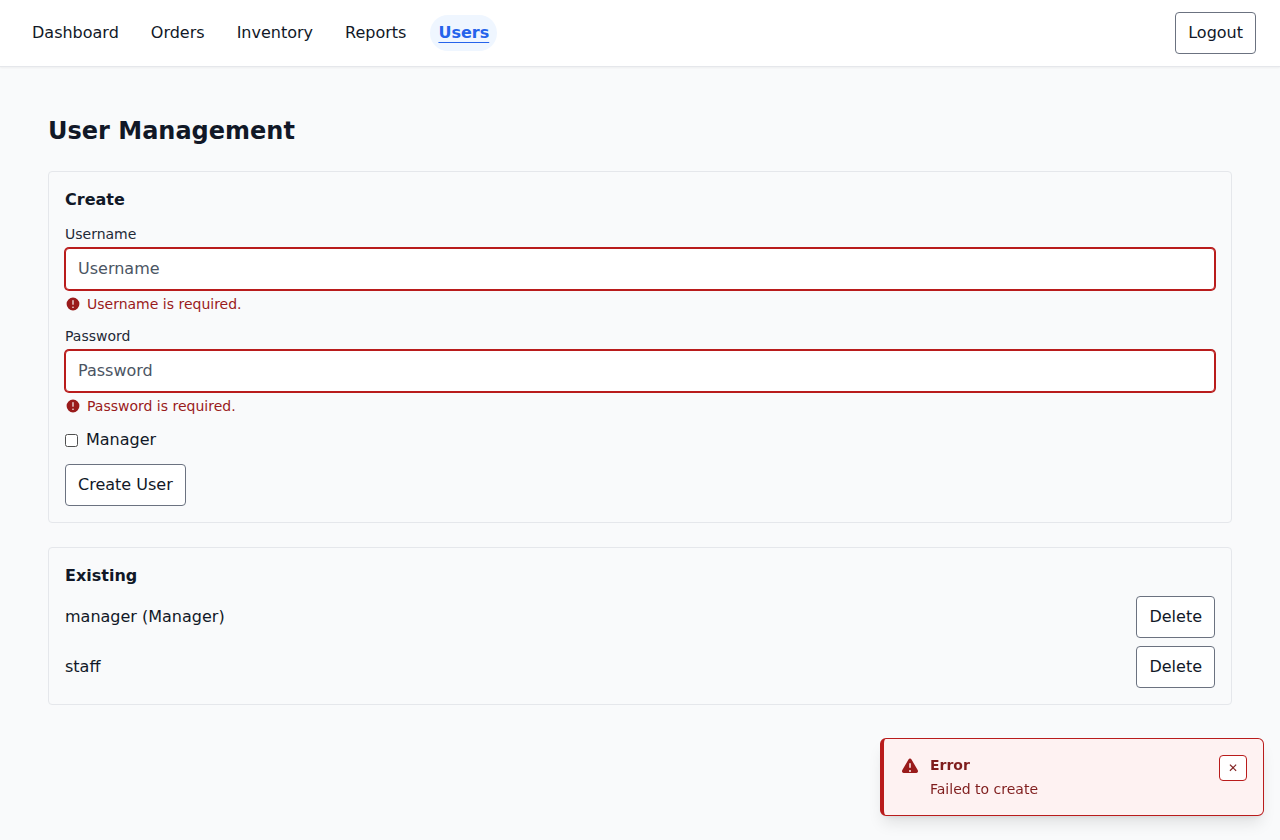 Dashboard Orders Inventory Reports Users Logout
User Management
Create
Username
Username
Username is required.
Password
Password
Password is required.
Manager
Create User
Existing
manager (Manager) Delete
staff Delete
Error ×
Failed to create